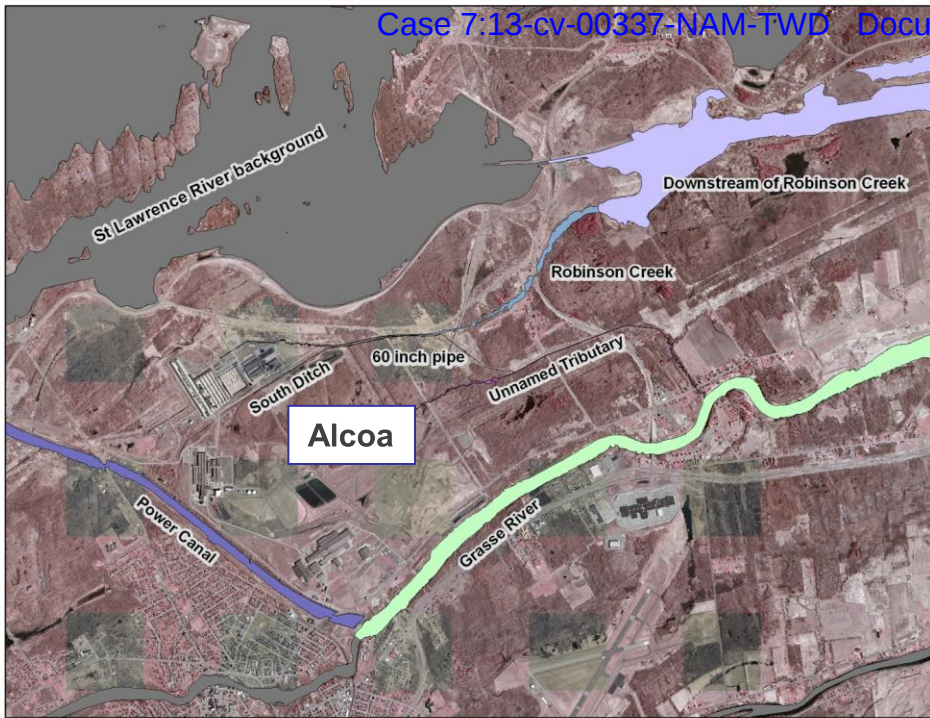 Case 7:13-cv-00337-NAM-TWD Docu
St Lawrence River background
Downstream of Robinson Creek
Robinson Creek
60 inch pipe
South Ditch
Unnamed Tributary
Alcoa
Power Canal
Grasse River